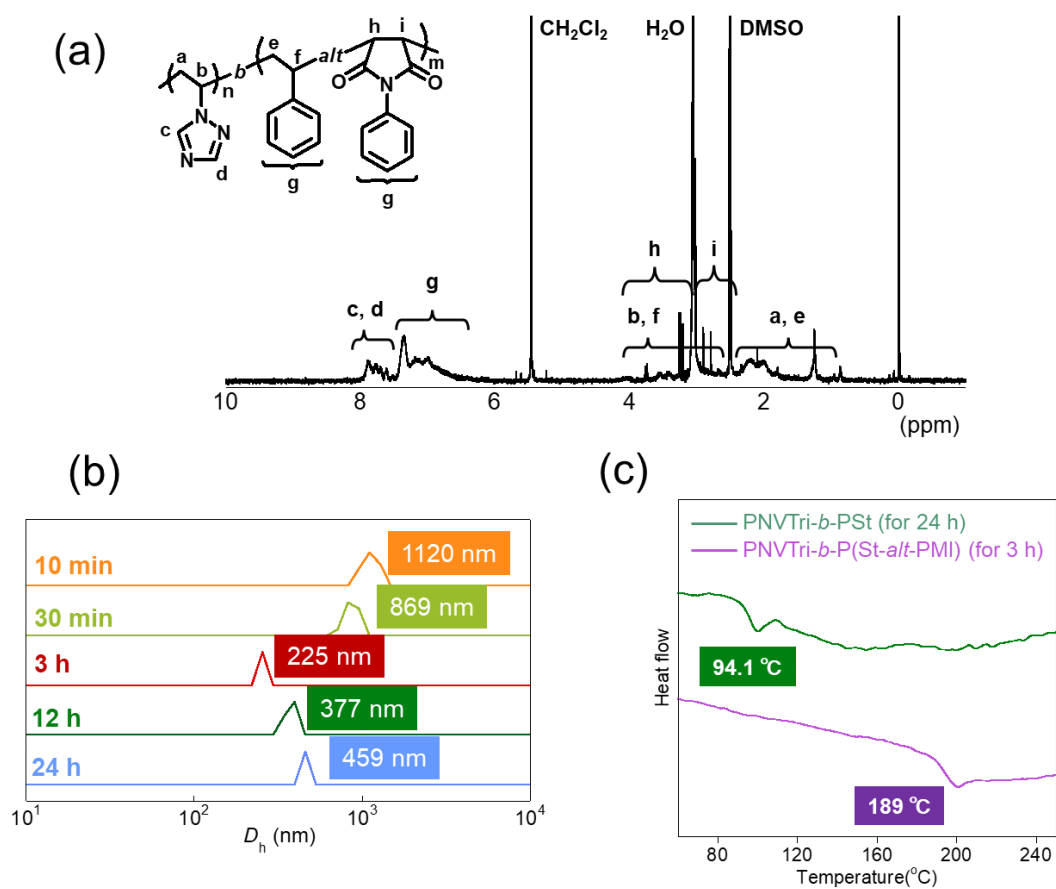 (a)
CH2Cl2 H2O DMSO
a b n b e f alt h i m
O N O
N N N
c d g g
c, d g h i b, f a, e
10 8 6 4 2 0
(ppm)
(b)
10 min 1120 nm
30 min 869 nm
3 h 225 nm
12 h 377 nm
24 h 459 nm
10^1 10^2 10^3 10^4
Dh (nm)
(c)
PNVTri-b-PSt (for 24 h)
PNVTri-b-P(St-alt-PMI) (for 3 h)
Heat flow
94.1 °C
189 °C
80 120 160 200 240
Temperature(°C)